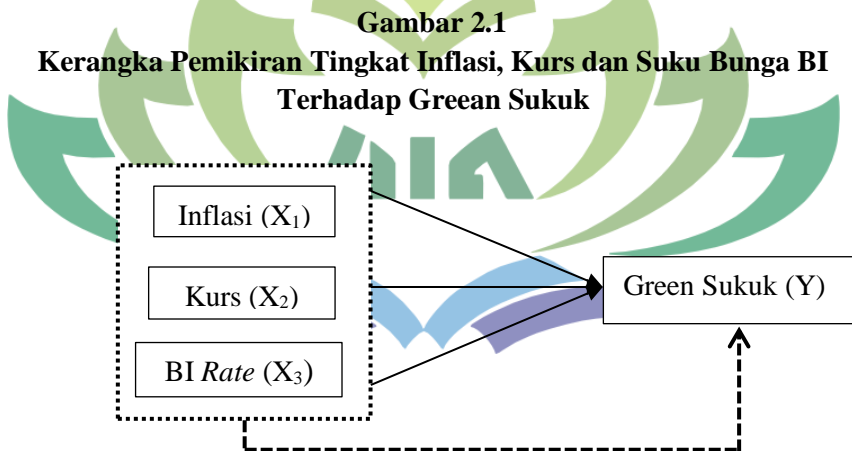 Gambar 2.1
Kerangka Pemikiran Tingkat Inflasi, Kurs dan Suku Bunga BI
Terhadap Greean Sukuk
Inflasi (X₁)
Kurs (X₂)
Green Sukuk (Y)
BI Rate (X₃)